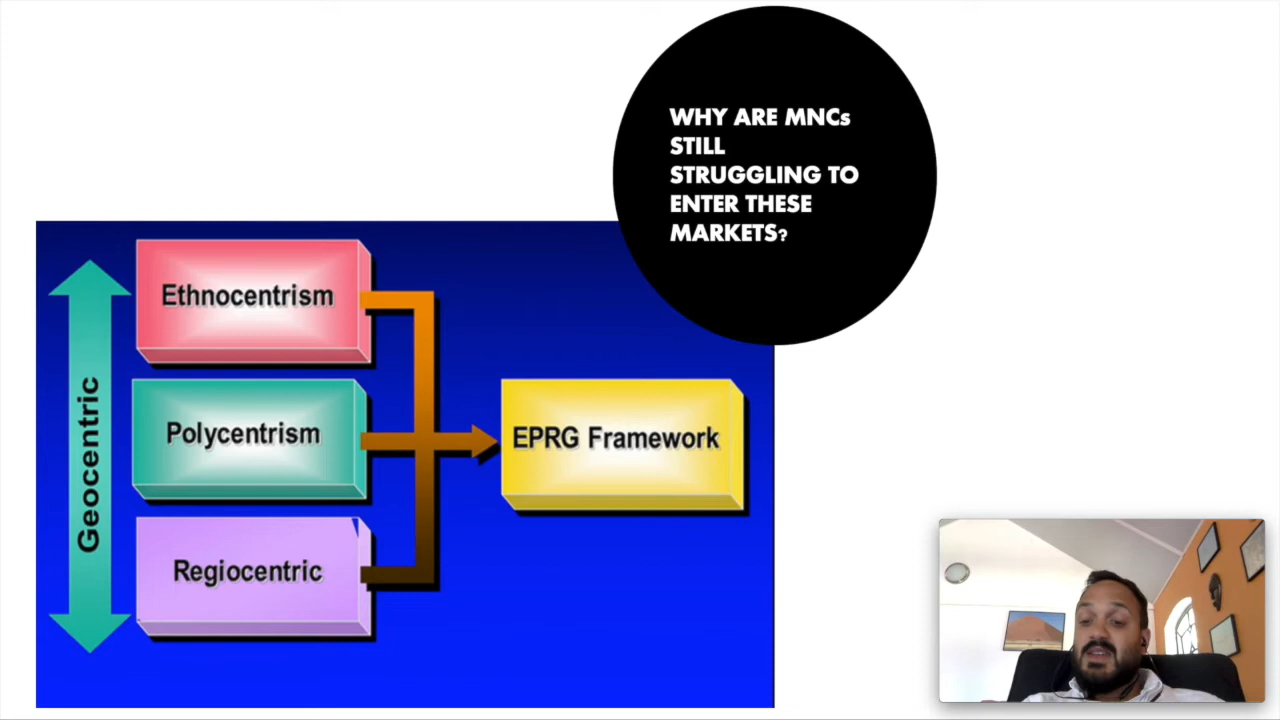 WHY ARE MNCs
STILL
STRUGGLING TO
ENTER THESE
MARKETS?
Ethnocentrism
Polycentrism
Regiocentric
Geocentric
EPRG Framework